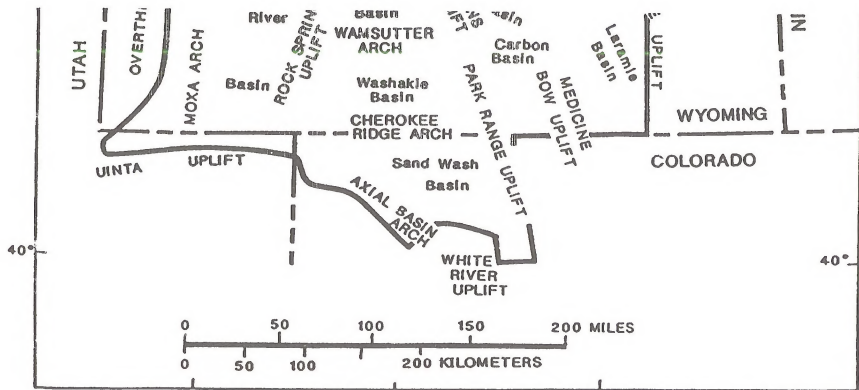 River
Basin
WAMSUTTER
ARCH
Carbon
Basin
Laramie
Basin
UPLIFT
IN
UTAH
OVERTH
MOXA ARCH
Basin
ROCK SPRIN
UPLIFT
Washakie
Basin
PARK RANGE UPLIFT
MEDICINE
BOW UPLIFT
WYOMING
CHEROKEE
RIDGE ARCH
COLORADO
UINTA UPLIFT
Sand Wash
Basin
AXIAL BASIN
ARCH
WHITE
RIVER
UPLIFT
40°
40°
0 50 100 150 200 MILES
0 50 100 200 KILOMETERS